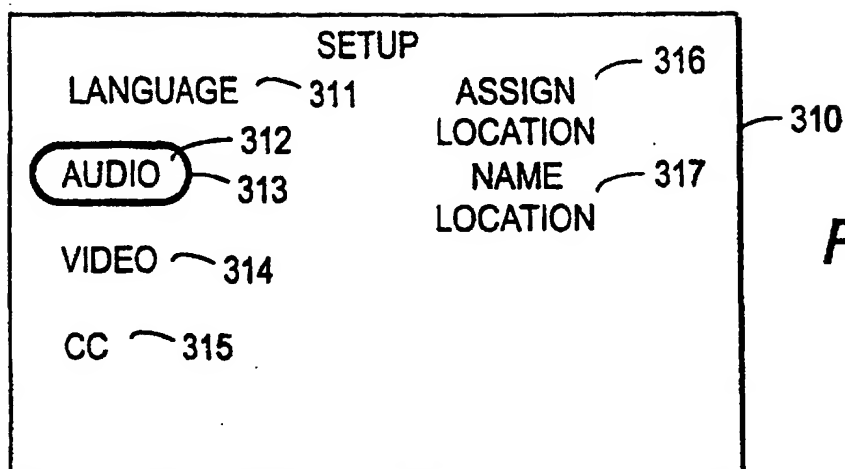 SETUP
LANGUAGE 311
ASSIGN LOCATION 316
310
AUDIO 312
313
NAME LOCATION 317
VIDEO 314
CC 315